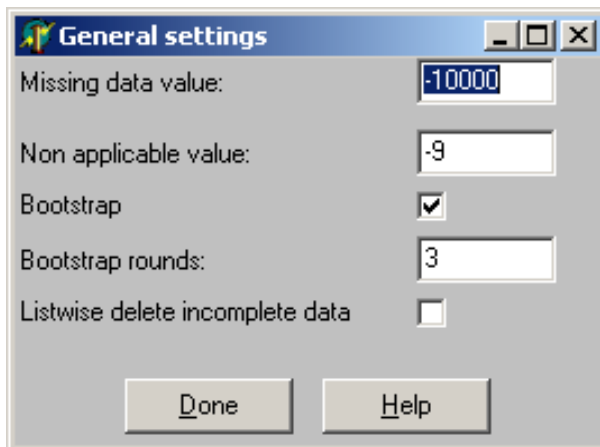 General settings
Missing data value: -10000
Non applicable value: -9
Bootstrap
Bootstrap rounds: 3
Listwise delete incomplete data
Done Help